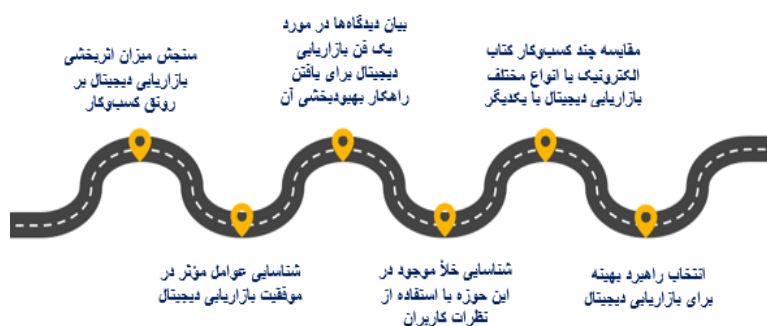 مقایسه چند کسب‌وکار کتاب
الکترونیک با انواع مختلف
بازاریابی دیجیتال با یکدیگر
بیان دیدگاه‌ها در مورد
یک فن بازاریابی
دیجیتال برای یافتن
راهکار بهبودبخشی آن
سنجش میزان اثربخشی
بازاریابی دیجیتال بر
رونق کسب‌وکار
انتخاب راهبرد بهینه
برای بازاریابی دیجیتال
شناسایی خلأ موجود در
این حوزه با استفاده از
نظرات کاربران
شناسایی عوامل مؤثر در
موفقیت بازاریابی دیجیتال